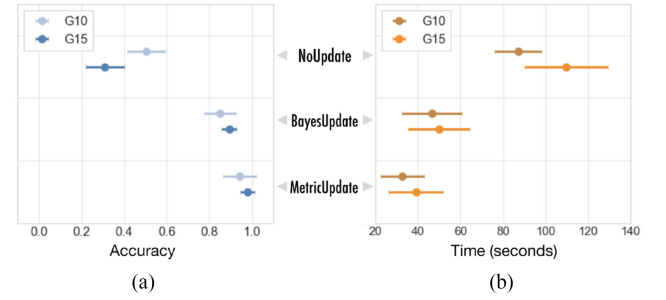 G10
G15
NoUpdate
BayesUpdate
MetricUpdate
0.0 0.2 0.4 0.6 0.8 1.0
Accuracy
(a)
G10
G15
20 40 60 80 100 120 140
Time (seconds)
(b)